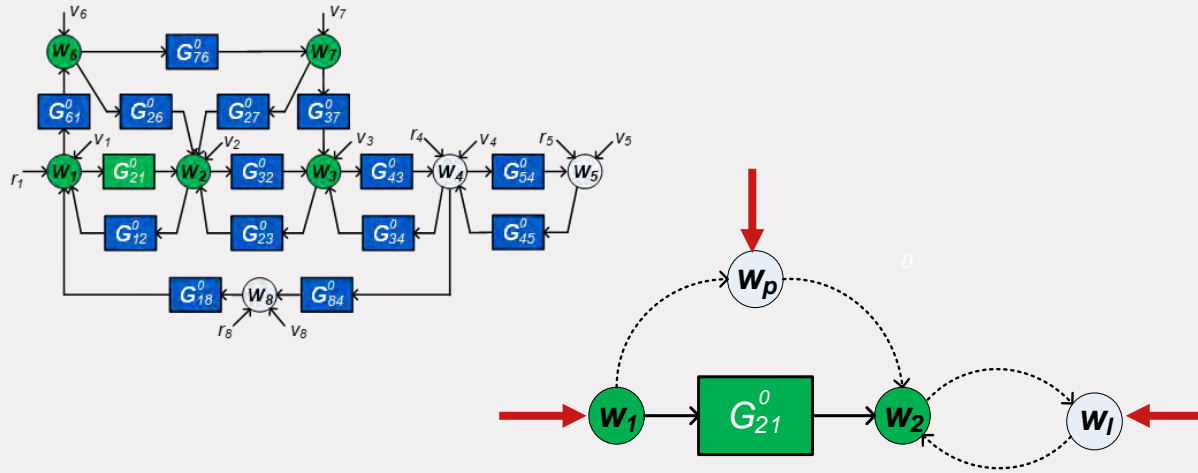 v6 v7
w6 G⁰76 w7
G⁰61 G⁰26 G⁰27 G⁰37
v1 v2 v3 r4 v4 r5 v5
r1 w1 G⁰21 w2 G⁰32 w3 G⁰43 w4 G⁰54 w5
G⁰12 G⁰23 G⁰34 G⁰45
G⁰18 w8 G⁰84
r8 v8
wp
0
w1 G⁰21 w2 wl